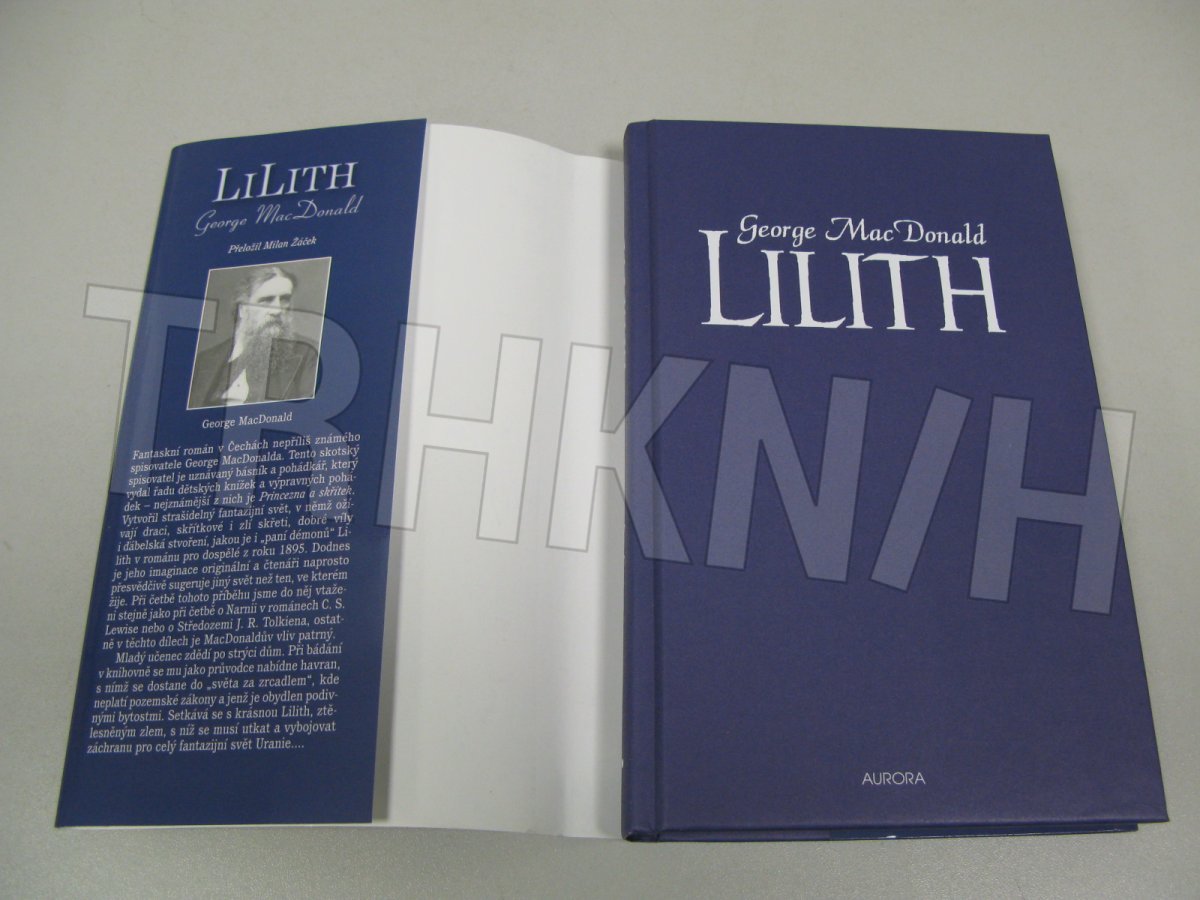 LILITH
George MacDonald
Přeložil Milan Žáček
George MacDonald
Fantaskní román v Čechách nepříliš známého
spisovatele George MacDonalda. Tento skotský
spisovatel je uznávaný básník a pohádkář, který
vydal řadu dětských knížek a výpravných pohá-
dek – nejznámější z nich je Princezna a skřítek.
Vytvořil strašidelný fantazijní svět, v němž oží-
vají draci, skřítkové i zlí skřeti, dobré víly
i ďábelská stvoření, jakou je i „paní démonů“ Li-
lith v románu pro dospělé z roku 1895. Dodnes
je jeho imaginace originální a čtenáři naprosto
přesvědčivě sugeruje jiný svět než ten, ve kterém
žije. Při četbě tohoto příběhu jsme do něj vtaže-
ni stejně jako při četbě o Narnii v románech C. S.
Lewise nebo o Středozemi J. R. Tolkiena, ostat-
ně v těchto dílech je MacDonaldův vliv patrný.
Mladý učenec zdědí po strýci dům. Při bádání
v knihovně se mu jako průvodce nabídne havran,
s nímž se dostane do „světa za zrcadlem“, kde
neplatí pozemské zákony a jenž je obydlen podiv-
nými bytostmi. Setkává se s krásnou Lilith, ztě-
lesněným zlem, s níž se musí utkat a vybojovat
záchranu pro celý fantazijní svět Uranie....
George MacDonald
LILITH
AURORA
TRHKN/H